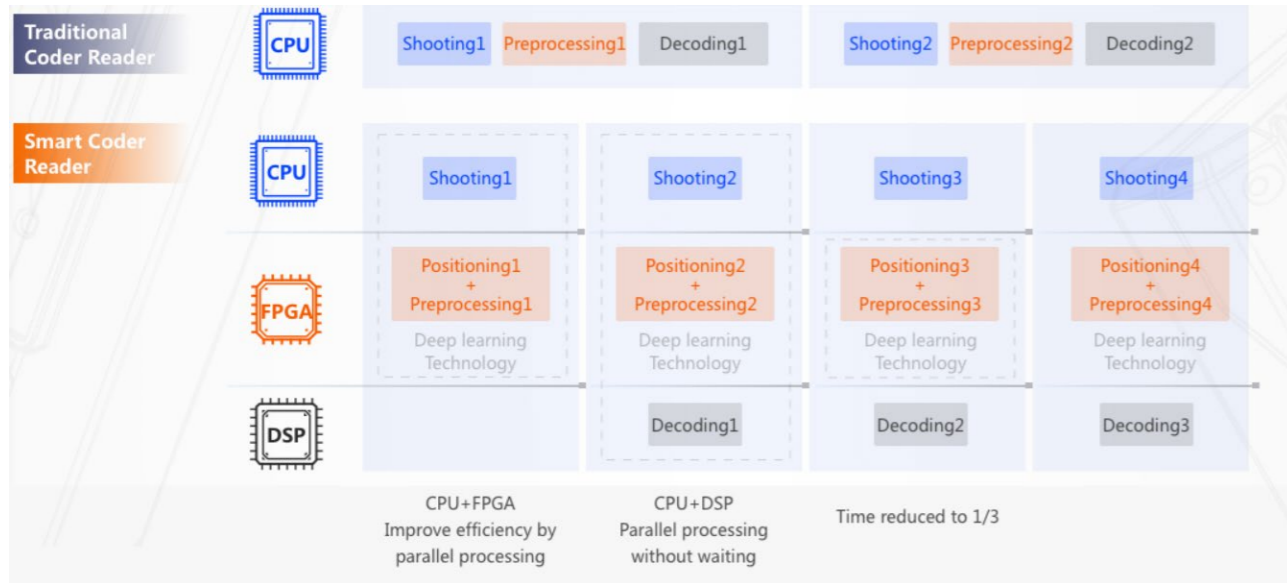 Traditional
Coder Reader
CPU
Shooting1
Preprocessing1
Decoding1
Shooting2
Preprocessing2
Decoding2
Smart Coder
Reader
CPU
Shooting1
Shooting2
Shooting3
Shooting4
FPGA
Positioning1
+
Preprocessing1
Deep learning
Technology
Positioning2
+
Preprocessing2
Deep learning
Technology
Positioning3
+
Preprocessing3
Deep learning
Technology
Positioning4
+
Preprocessing4
Deep learning
Technology
DSP
Decoding1
Decoding2
Decoding3
CPU+FPGA
Improve efficiency by
parallel processing
CPU+DSP
Parallel processing
without waiting
Time reduced to 1/3